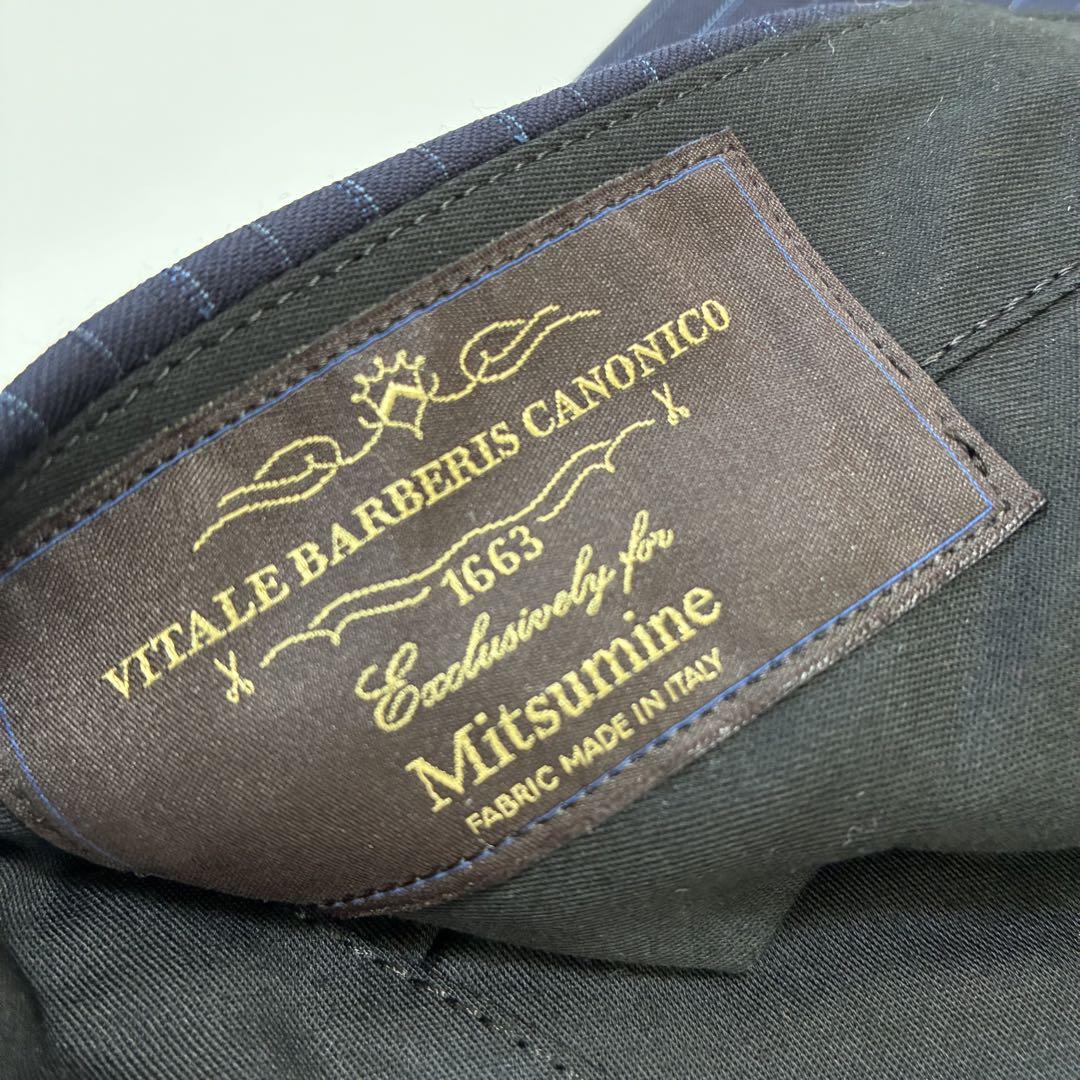 VITALE BARBERIS CANONICO
1663
Exclusively for
Mitsumine
FABRIC MADE IN ITALY